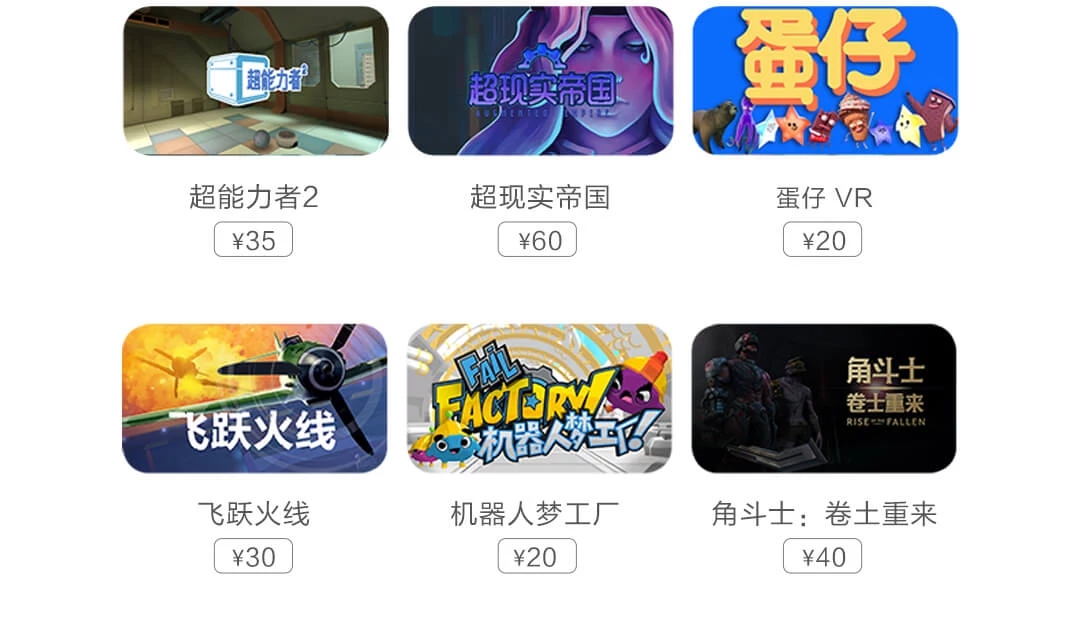 超能力者2
超现实帝国
AUGMENTED EMPIRE
蛋仔
超能力者2
超现实帝国
蛋仔 VR
¥35
¥60
¥20
飞跃火线
FAIL
FACTORY!
机器人梦工厂!
角斗士
卷土重来
RISE OF THE FALLEN
飞跃火线
机器人梦工厂
角斗士：卷土重来
¥30
¥20
¥40